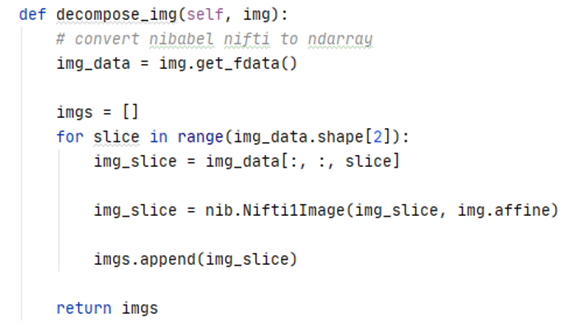 def decompose_img(self, img):
    # convert nibabel nifti to ndarray
    img_data = img.get_fdata()
    imgs = []
    for slice in range(img_data.shape[2]):
        img_slice = img_data[:, :, slice]
        img_slice = nib.Nifti1Image(img_slice, img.affine)
        imgs.append(img_slice)
    return imgs